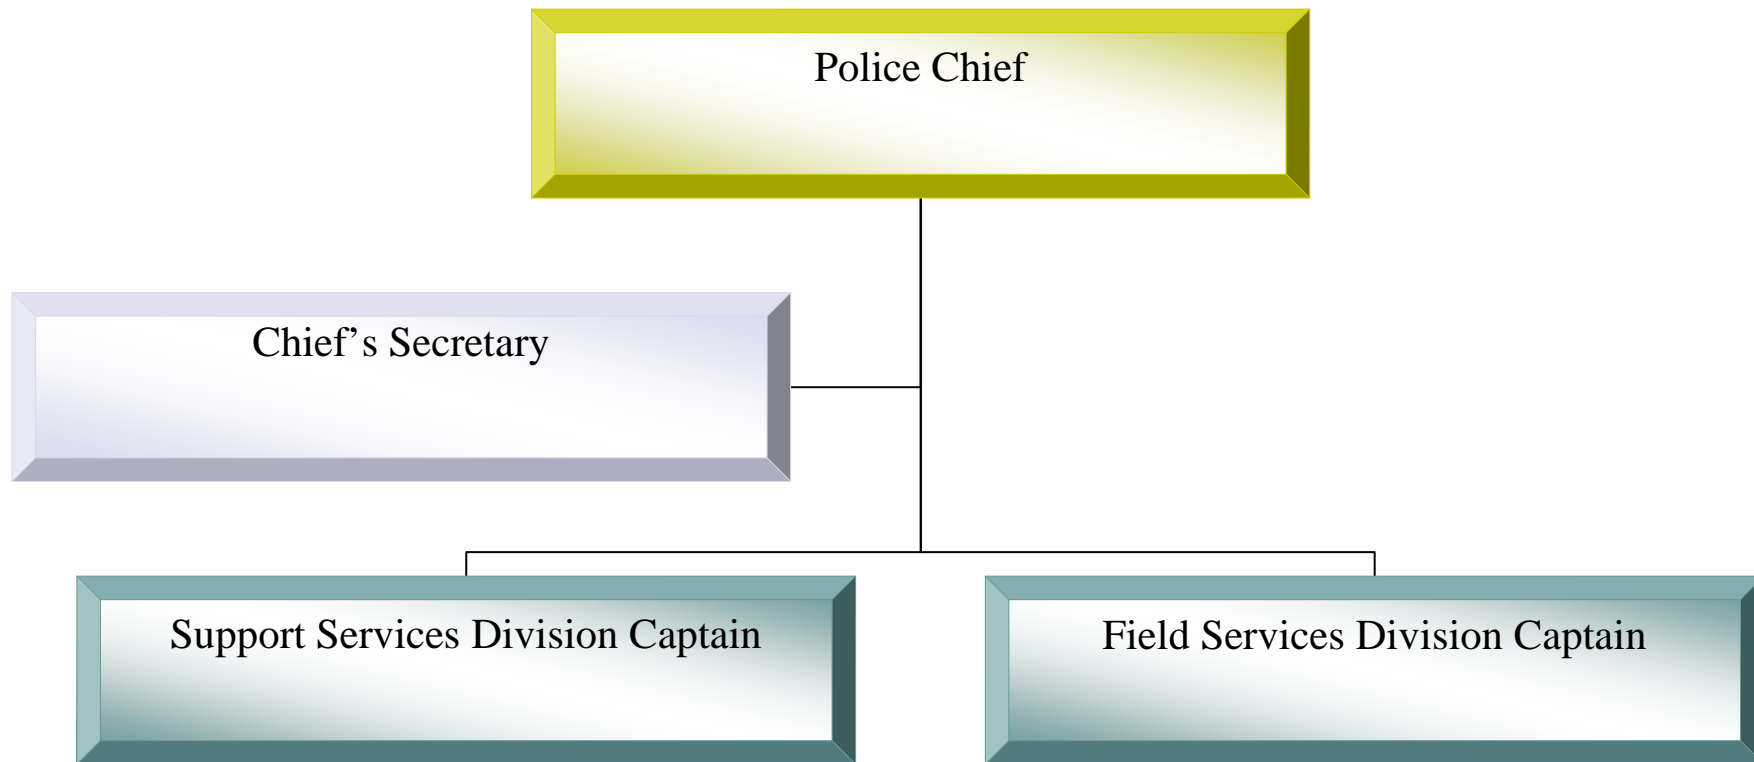 Police Chief
Chief’s Secretary
Support Services Division Captain
Field Services Division Captain